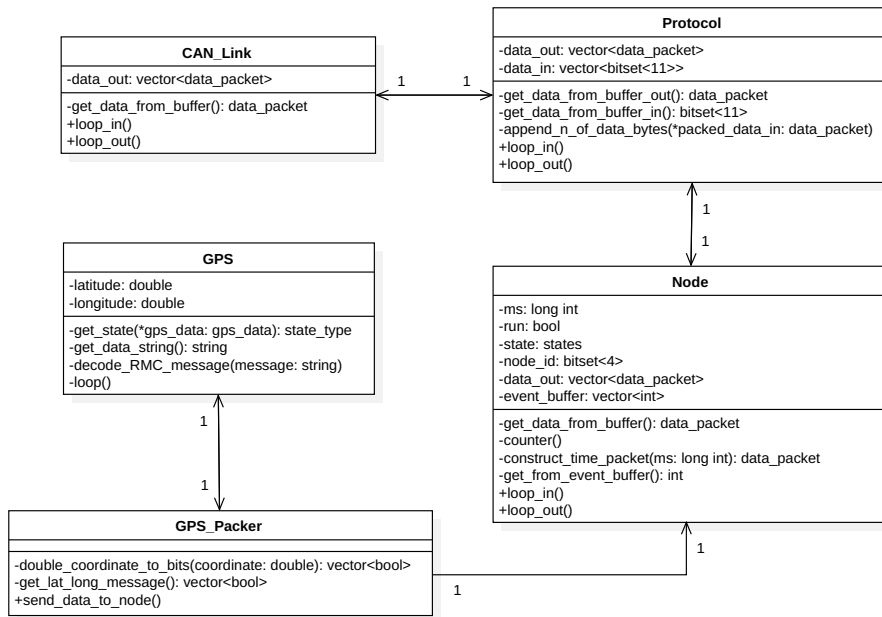 CAN_Link
-data_out: vector<data_packet>
-get_data_from_buffer(): data_packet
+loop_in()
+loop_out()
1
1
Protocol
-data_out: vector<data_packet>
-data_in: vector<bitset<11>>
-get_data_from_buffer_out(): data_packet
-get_data_from_buffer_in(): bitset<11>
-append_n_of_data_bytes(*packed_data_in: data_packet)
+loop_in()
+loop_out()
1
1
GPS
-latitude: double
-longitude: double
-get_state(*gps_data: gps_data): state_type
-get_data_string(): string
-decode_RMC_message(message: string)
-loop()
1
1
Node
-ms: long int
-run: bool
-state: states
-node_id: bitset<4>
-data_out: vector<data_packet>
-event_buffer: vector<int>
-get_data_from_buffer(): data_packet
-counter()
-construct_time_packet(ms: long int): data_packet
-get_from_event_buffer(): int
+loop_in()
+loop_out()
GPS_Packer
-double_coordinate_to_bits(coordinate: double): vector<bool>
-get_lat_long_message(): vector<bool>
+send_data_to_node()
1
1